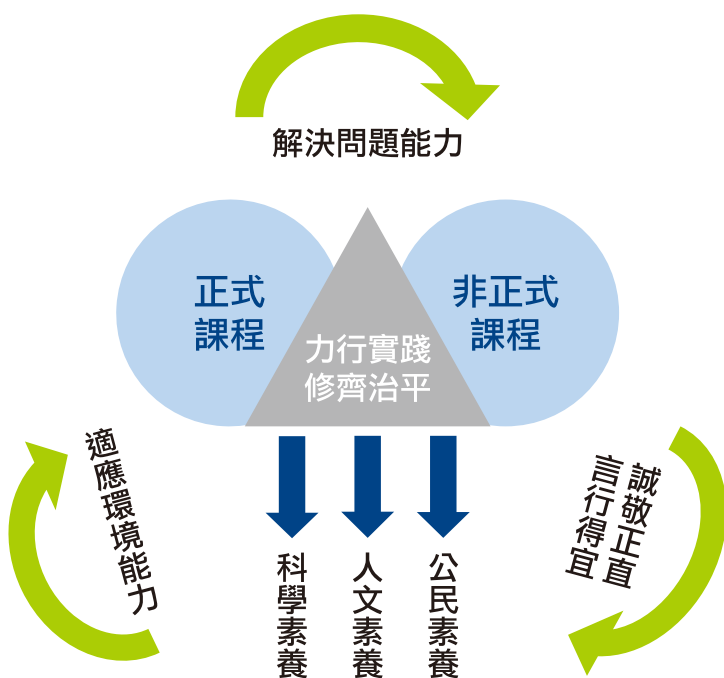 解決問題能力
正式
課程
非正式
課程
力行實踐
修齊治平
適應環境能力
誠敬正直
言行得宜
科學素養
人文素養
公民素養